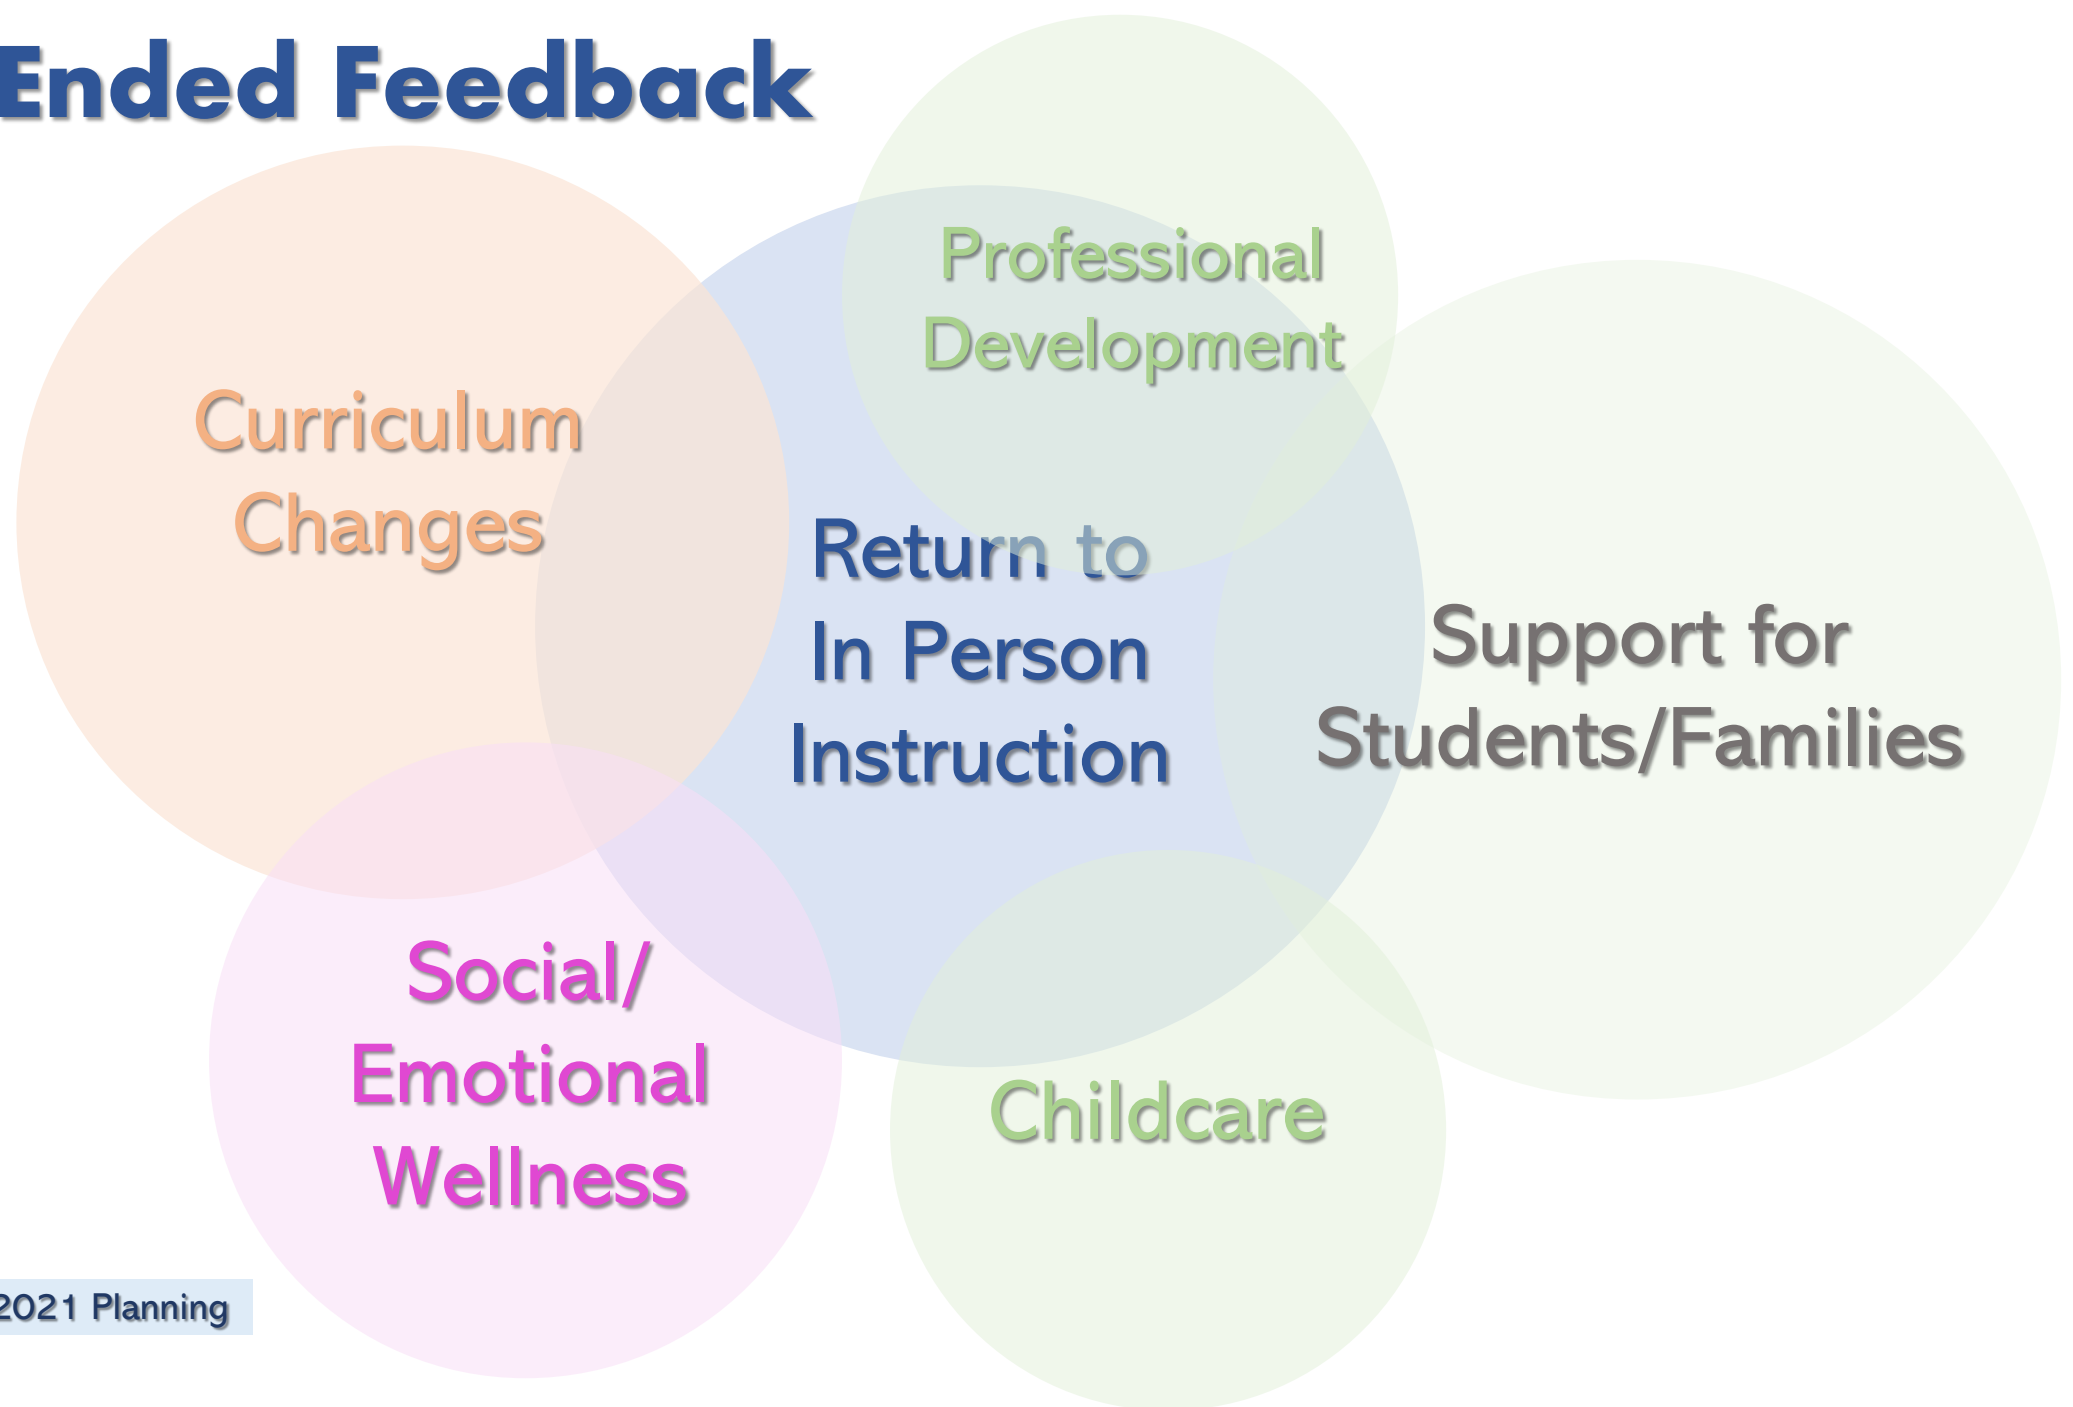 Ended Feedback
Professional
Development
Curriculum
Changes
Return to
In Person
Instruction
Support for
Students/Families
Social/
Emotional
Wellness
Childcare
2021 Planning